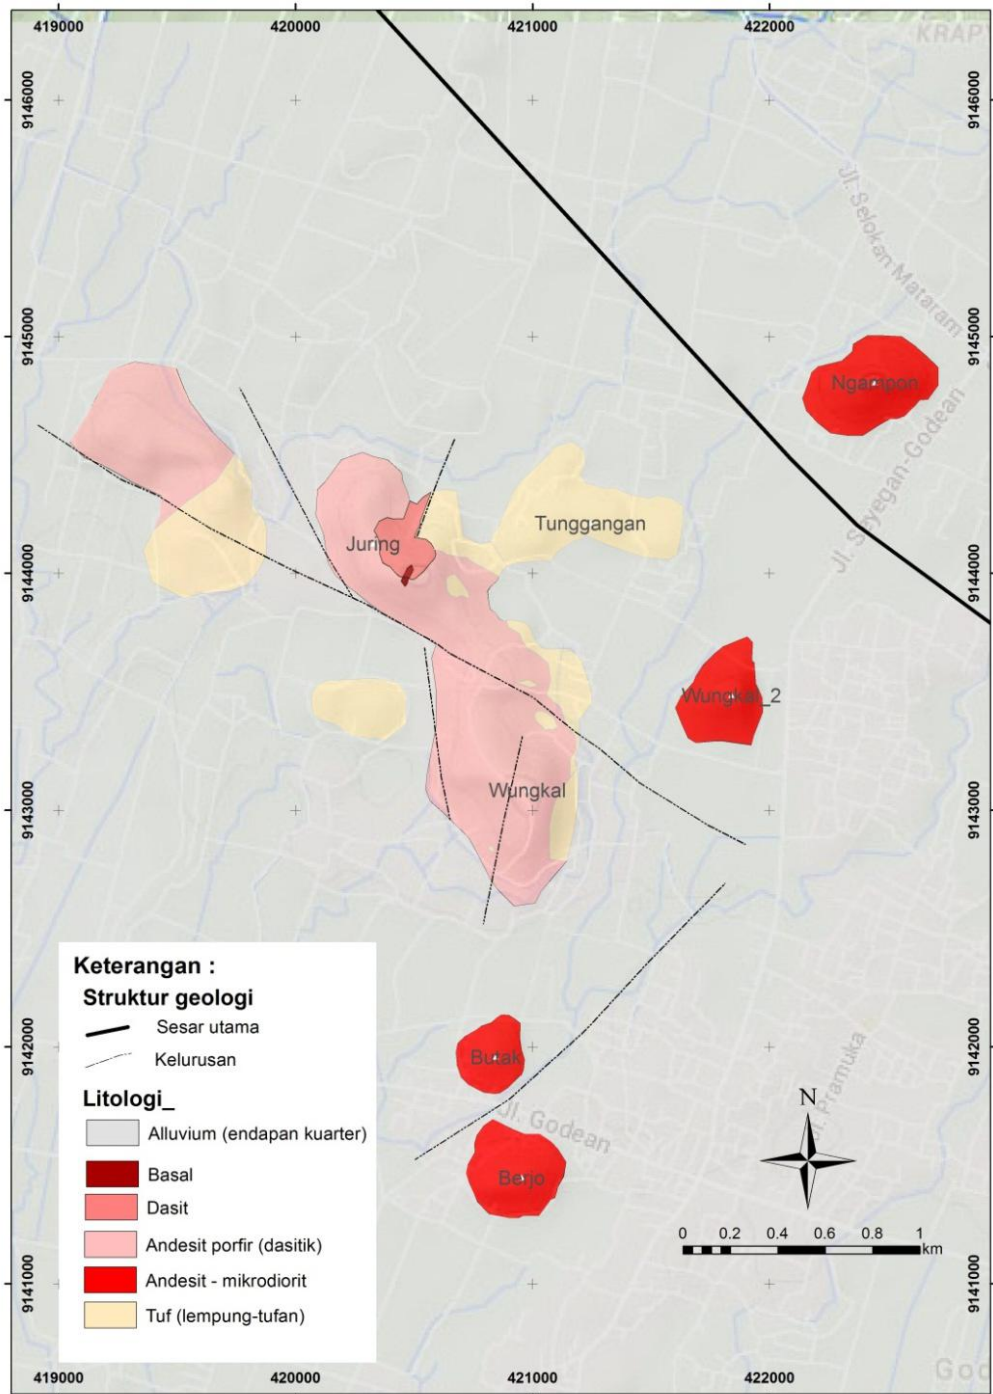 419000
420000
421000
422000
KRAP
9146000
9146000
Jl. Selokan Mataram
9145000
9145000
Ngampon
Jl. Seyegan-Godean
Tunggangan
Juring
9144000
9144000
Wungkal_2
Wungkal
9143000
9143000
Keterangan :
Struktur geologi
Sesar utama
Kelurusan
Litologi_
Alluvium (endapan kuarter)
Basal
Dasit
Andesit porfir (dasitik)
Andesit - mikrodiorit
Tuf (lempung-tufan)
9142000
9142000
Butak
Jl. Godean
Jl. Pramuka
N
Berjo
0 0.2 0.4 0.6 0.8 1
km
9141000
9141000
God
419000
420000
421000
422000